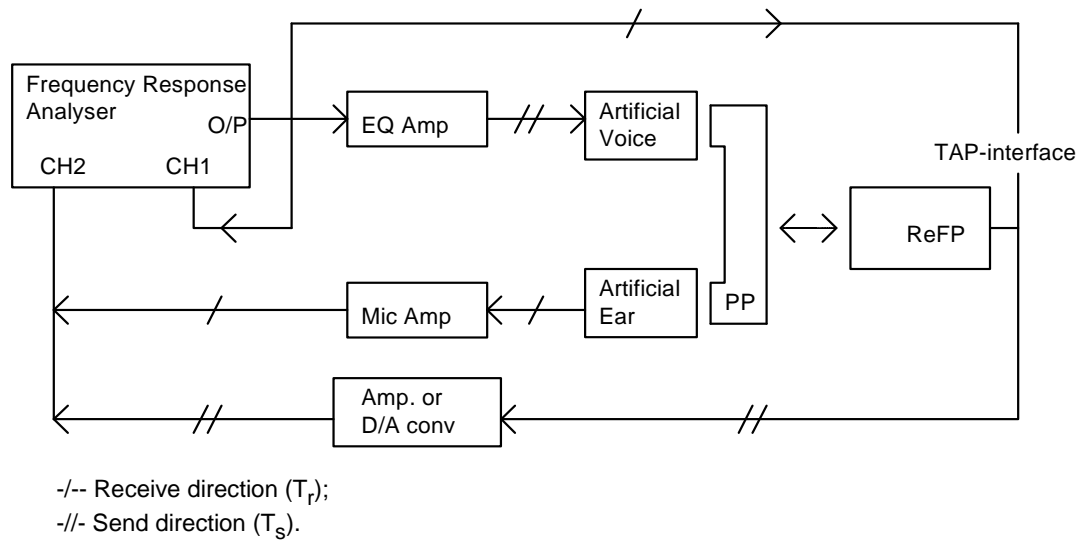 Frequency Response
Analyser
O/P
CH2
CH1
EQ Amp
Artificial
Voice
TAP-interface
ReFP
PP
Mic Amp
Artificial
Ear
Amp. or
D/A conv
-/-- Receive direction (Tr);
-//- Send direction (Ts).